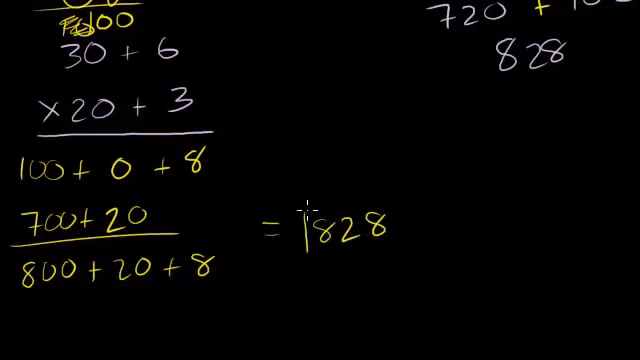 100
30 + 6
720 +
828
× 20 + 3
100 + 0 + 8
700 + 20
= 828
800 + 20 + 8